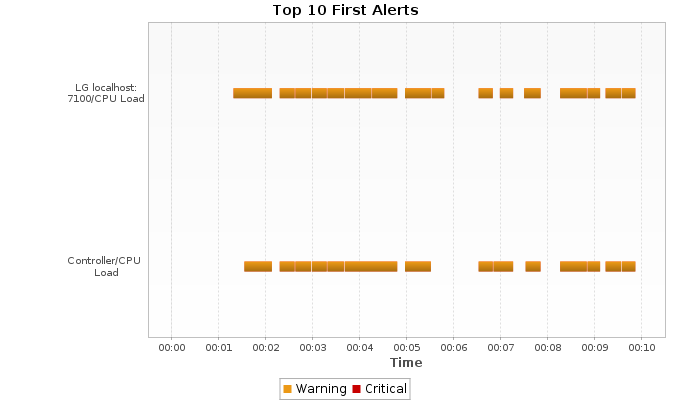 Top 10 First Alerts
LG localhost:
7100/CPU Load
Controller/CPU
Load
00:00 00:01 00:02 00:03 00:04 00:05 00:06 00:07 00:08 00:09 00:10
Time
Warning Critical